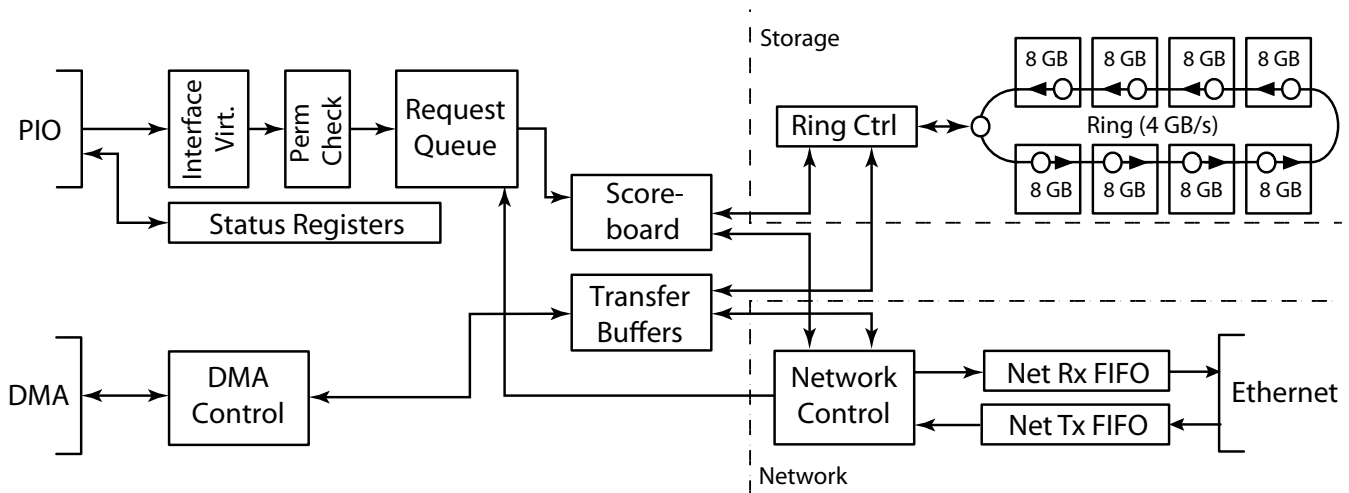 Storage
8 GB
8 GB
8 GB
8 GB
PIO
Interface
Virt.
Perm
Check
Request
Queue
Ring Ctrl
Ring (4 GB/s)
8 GB
8 GB
8 GB
8 GB
Status Registers
Score-
board
Transfer
Buffers
DMA
DMA
Control
Network
Control
Net Rx FIFO
Net Tx FIFO
Ethernet
Network